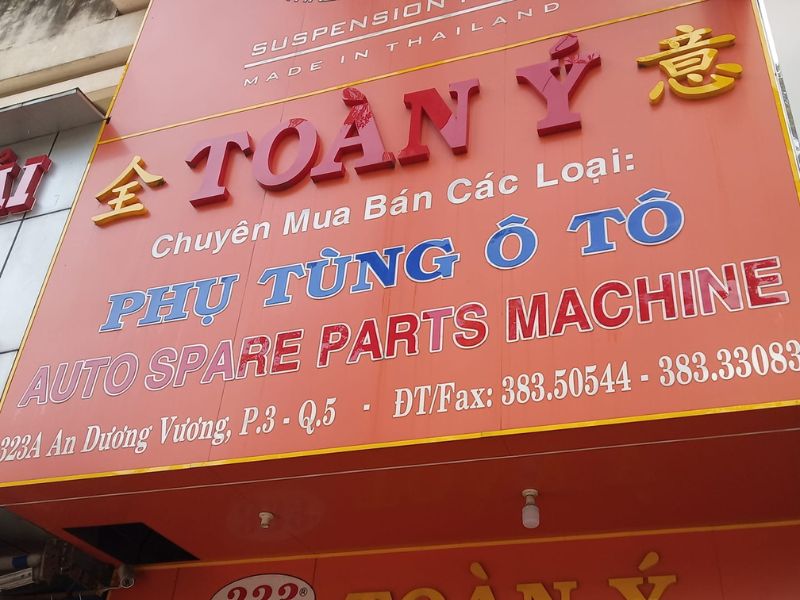 SUSPENSION
MADE IN THAILAND
全 TOÀN Ý 意
Chuyên Mua Bán Các Loại:
PHỤ TÙNG Ô TÔ
AUTO SPARE PARTS MACHINE
323A An Dương Vương, P.3 - Q.5 - ĐT/Fax: 383.50544 - 383.33083
333®
TOÀN Ý